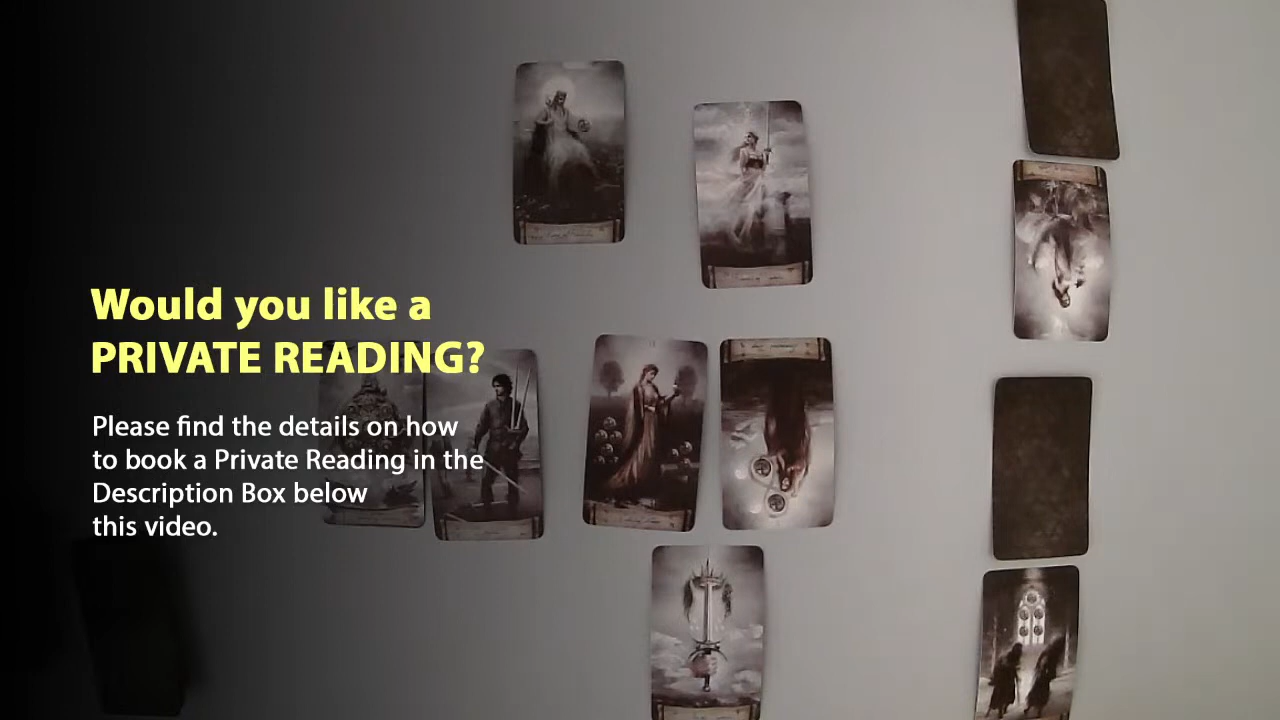 Would you like a
PRIVATE READING?
Please find the details on how
to book a Private Reading in the
Description Box below
this video.